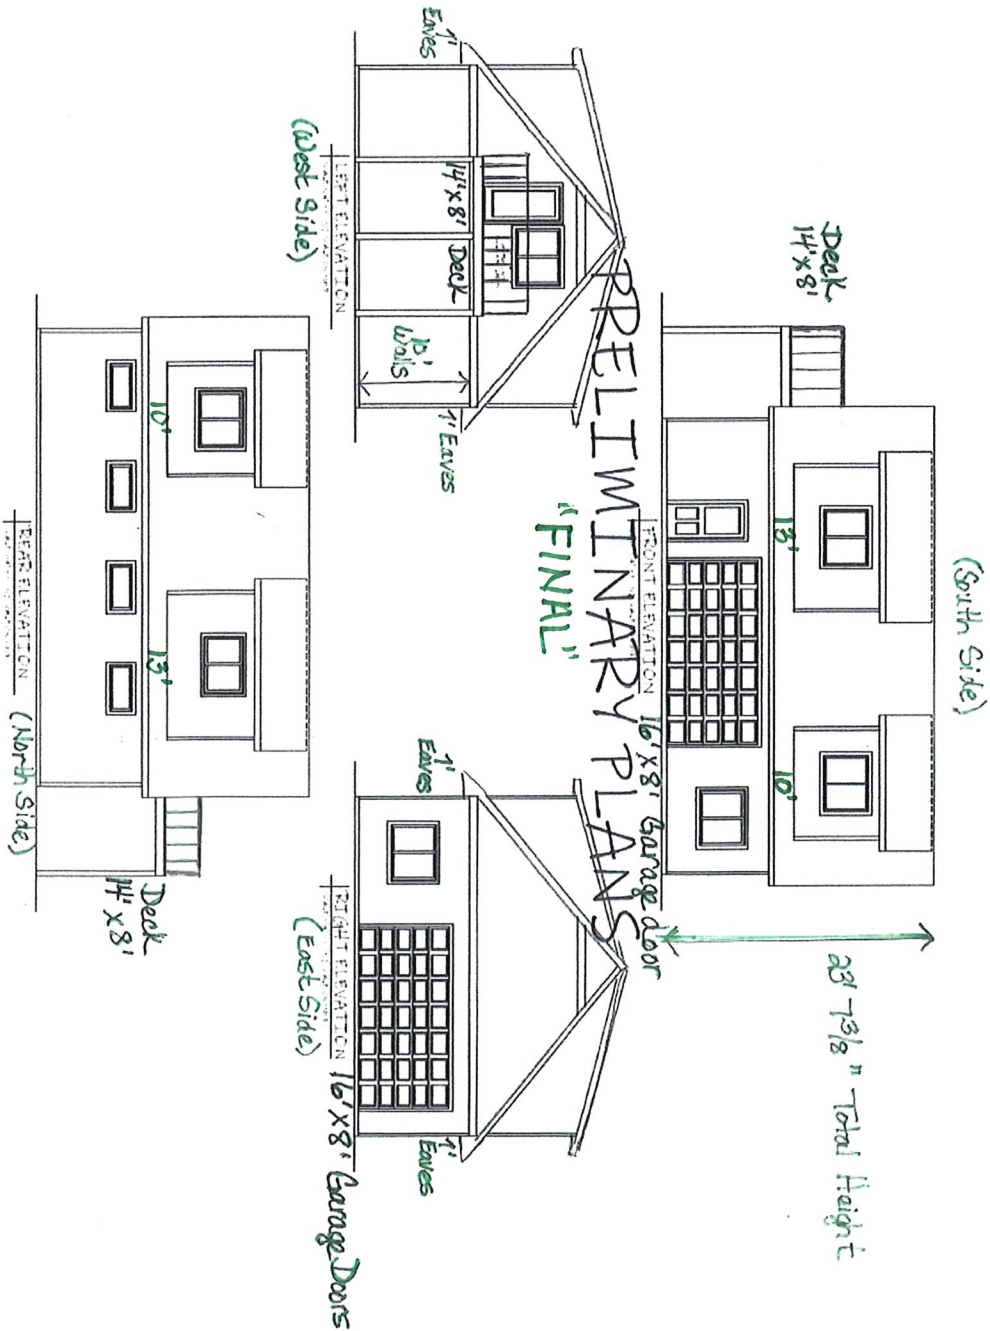 (South Side)
Deck
14'x8'
13'
10'
23' 7 3/8" Total Height
FRONT ELEVATION
16'x8' Garage door
PRELIMINARY PLANS
"FINAL"
1'
Eaves
14'x8' Deck
10'
Walls
1' Eaves
LEFT ELEVATION
(West Side)
1'
Eaves
1'
Eaves
RIGHT ELEVATION
16'x8' Garage Doors
(East Side)
10'
13'
Deck
14'x8'
REAR ELEVATION
(North Side)